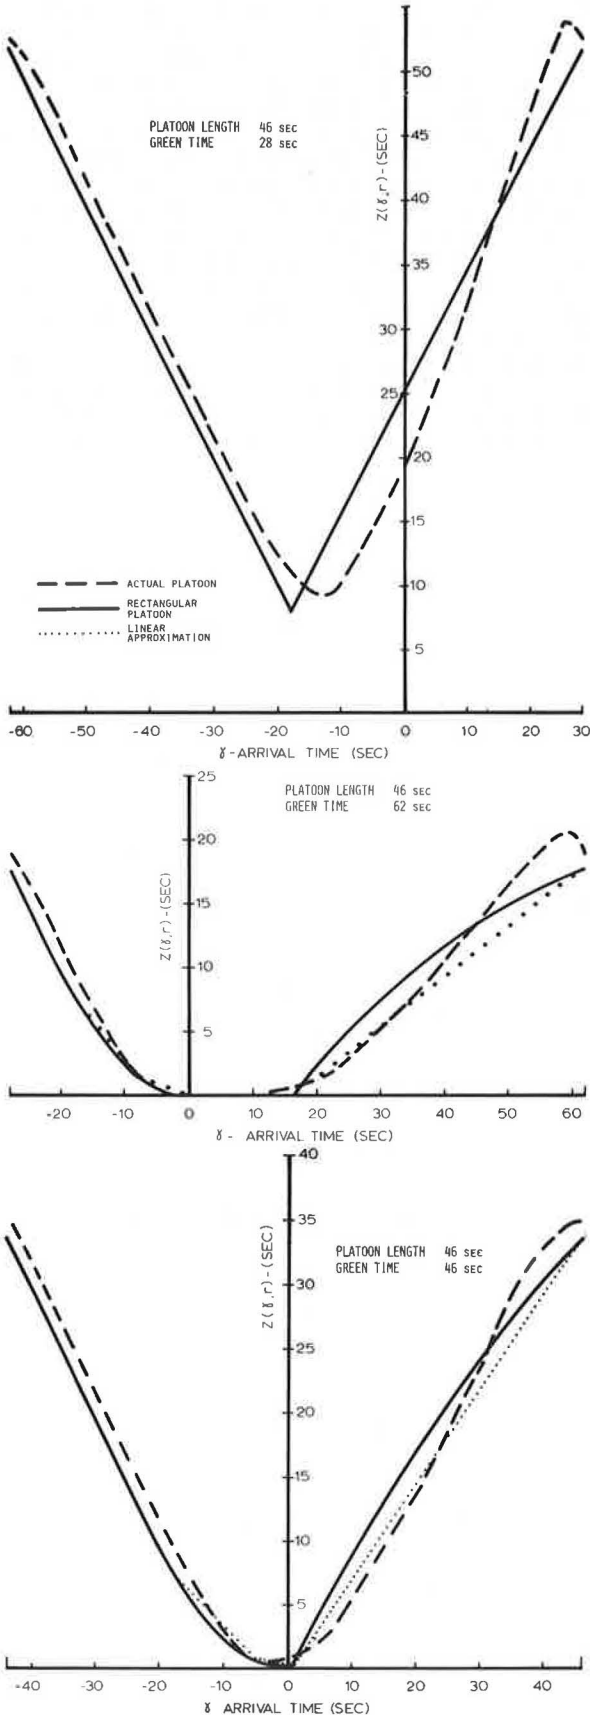 50
PLATOON LENGTH 46 SEC
GREEN TIME 28 SEC
Z(ɣ,r)-(SEC)
45
40
35
30
25
20
15
10
5
ACTUAL PLATOON
RECTANGULAR
PLATOON
LINEAR
APPROXIMATION
-60 -50 -40 -30 -20 -10 0 10 20 30
ɣ-ARRIVAL TIME (SEC)
25
PLATOON LENGTH 46 SEC
GREEN TIME 62 SEC
20
Z(ɣ,r)-(SEC)
15
10
5
-20 -10 0 10 20 30 40 50 60
ɣ - ARRIVAL TIME (SEC)
40
35
PLATOON LENGTH 46 SEC
GREEN TIME 46 SEC
Z(ɣ,r)-(SEC)
30
25
20
15
10
5
-40 -30 -20 -10 0 10 20 30 40
ɣ ARRIVAL TIME (SEC)